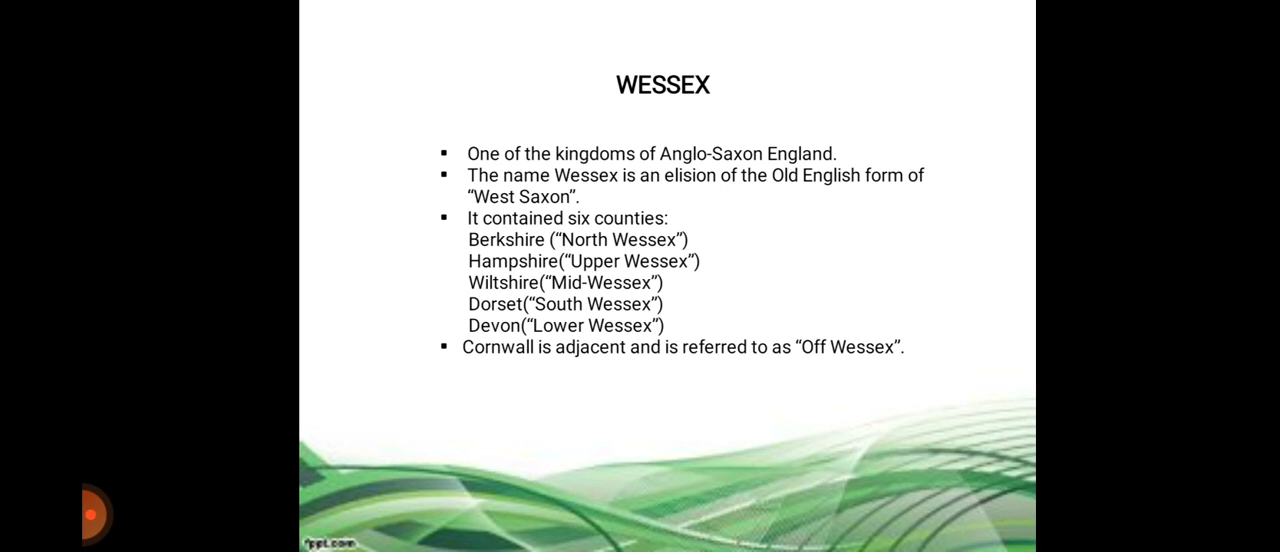 WESSEX
▪ One of the kingdoms of Anglo-Saxon England.
▪ The name Wessex is an elision of the Old English form of
“West Saxon”.
▪ It contained six counties:
Berkshire (“North Wessex”)
Hampshire(“Upper Wessex”)
Wiltshire(“Mid-Wessex”)
Dorset(“South Wessex”)
Devon(“Lower Wessex”)
▪ Cornwall is adjacent and is referred to as “Off Wessex”.
fppt.com